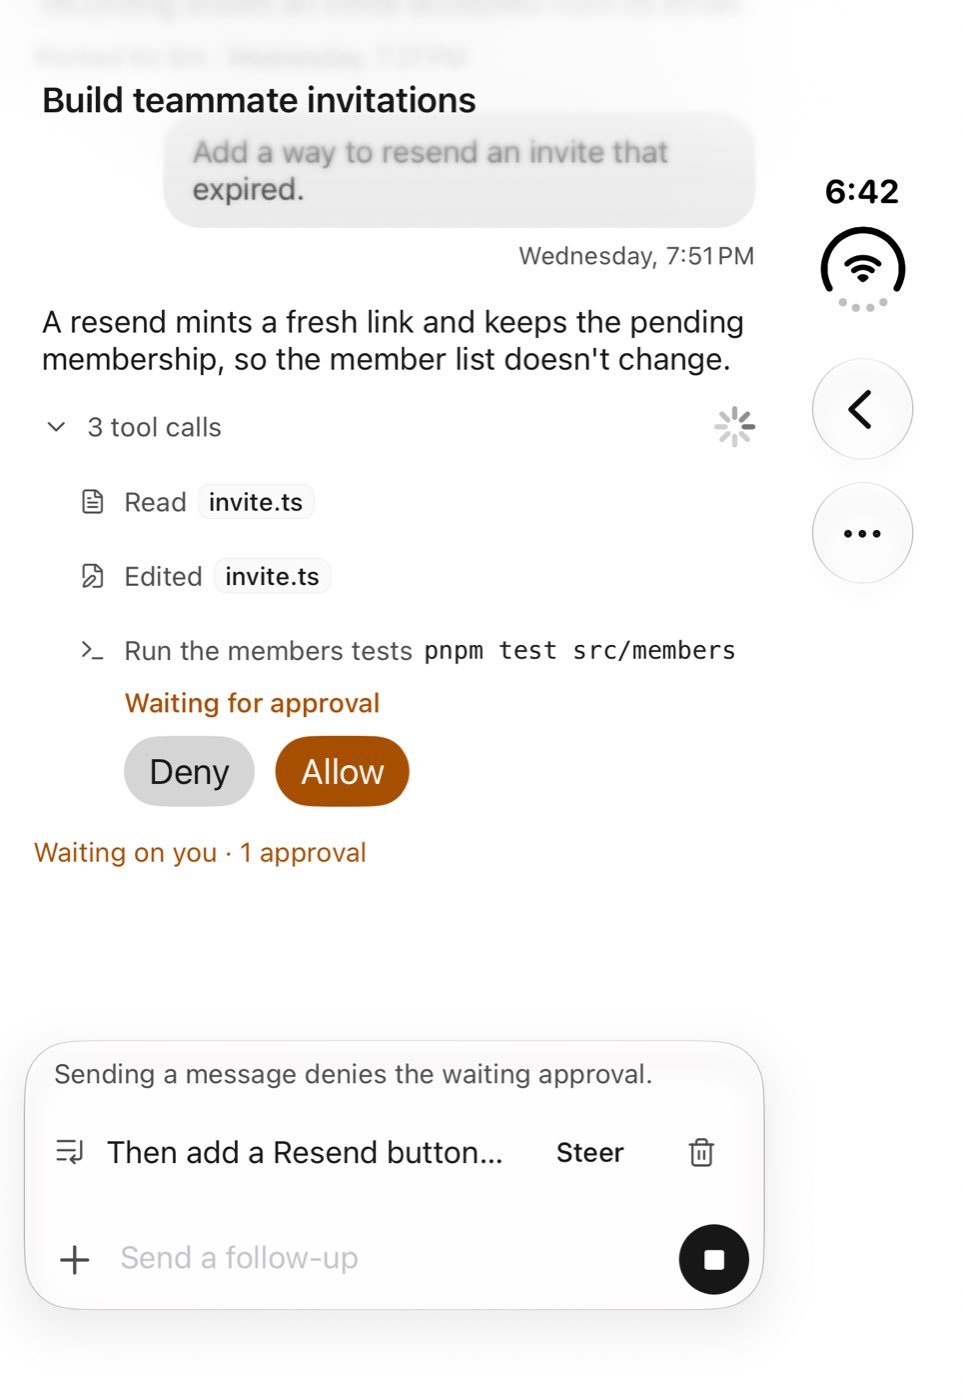 Build teammate invitations
Add a way to resend an invite that
expired.
Wednesday, 7:51 PM
6:42
A resend mints a fresh link and keeps the pending
membership, so the member list doesn't change.
3 tool calls
Read invite.ts
Edited invite.ts
Run the members tests pnpm test src/members
Waiting for approval
Deny
Allow
Waiting on you · 1 approval
Sending a message denies the waiting approval.
Then add a Resend button...
Steer
Send a follow-up